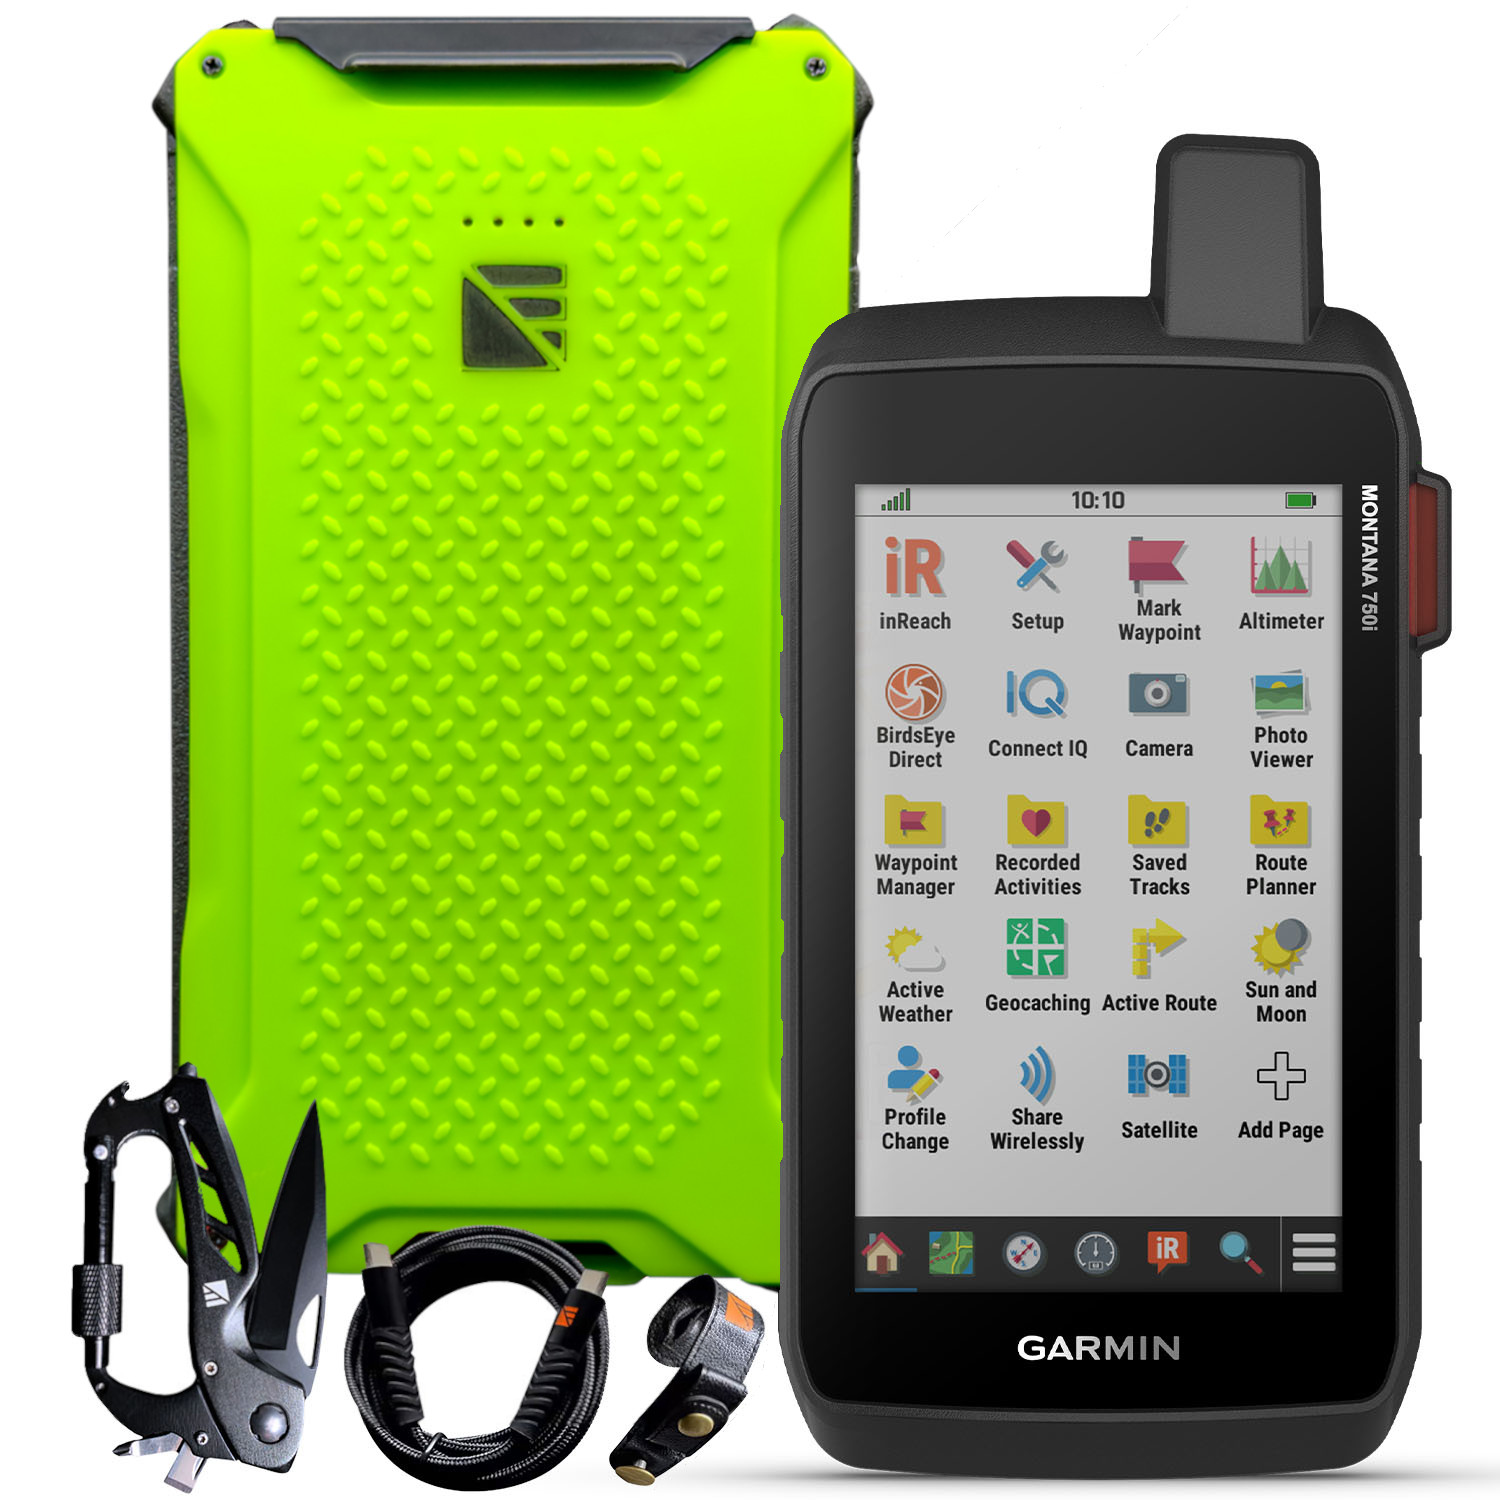 10:10
iR
inReach
Setup
Mark
Waypoint
Altimeter
BirdsEye
Direct
IQ
Connect IQ
Camera
Photo
Viewer
Waypoint
Manager
Recorded
Activities
Saved
Tracks
Route
Planner
Active
Weather
Geocaching
Active Route
Sun and
Moon
Profile
Change
Share
Wirelessly
Satellite
Add Page
iR
MONTANA 750i
GARMIN